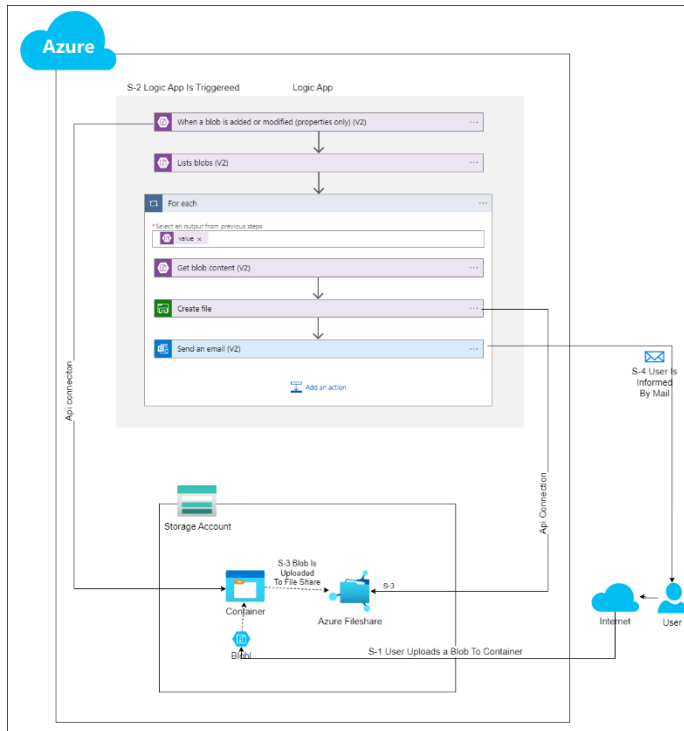 Azure
S-2 Logic App Is Triggereed
Logic App
When a blob is added or modified (properties only) (V2)
Lists blobs (V2)
For each
*Select an output from previous steps
value ×
Get blob content (V2)
Create file
Send an email (V2)
Add an action
Api conneciton
S-4 User Is
Informed
By Mail
Api Connection
Storage Account
S-3 Blob Is
Uploaded
To File Share
S-3
Container
Azure Fileshare
Internet
User
Blobl
S-1 User Uploads a Blob To Container